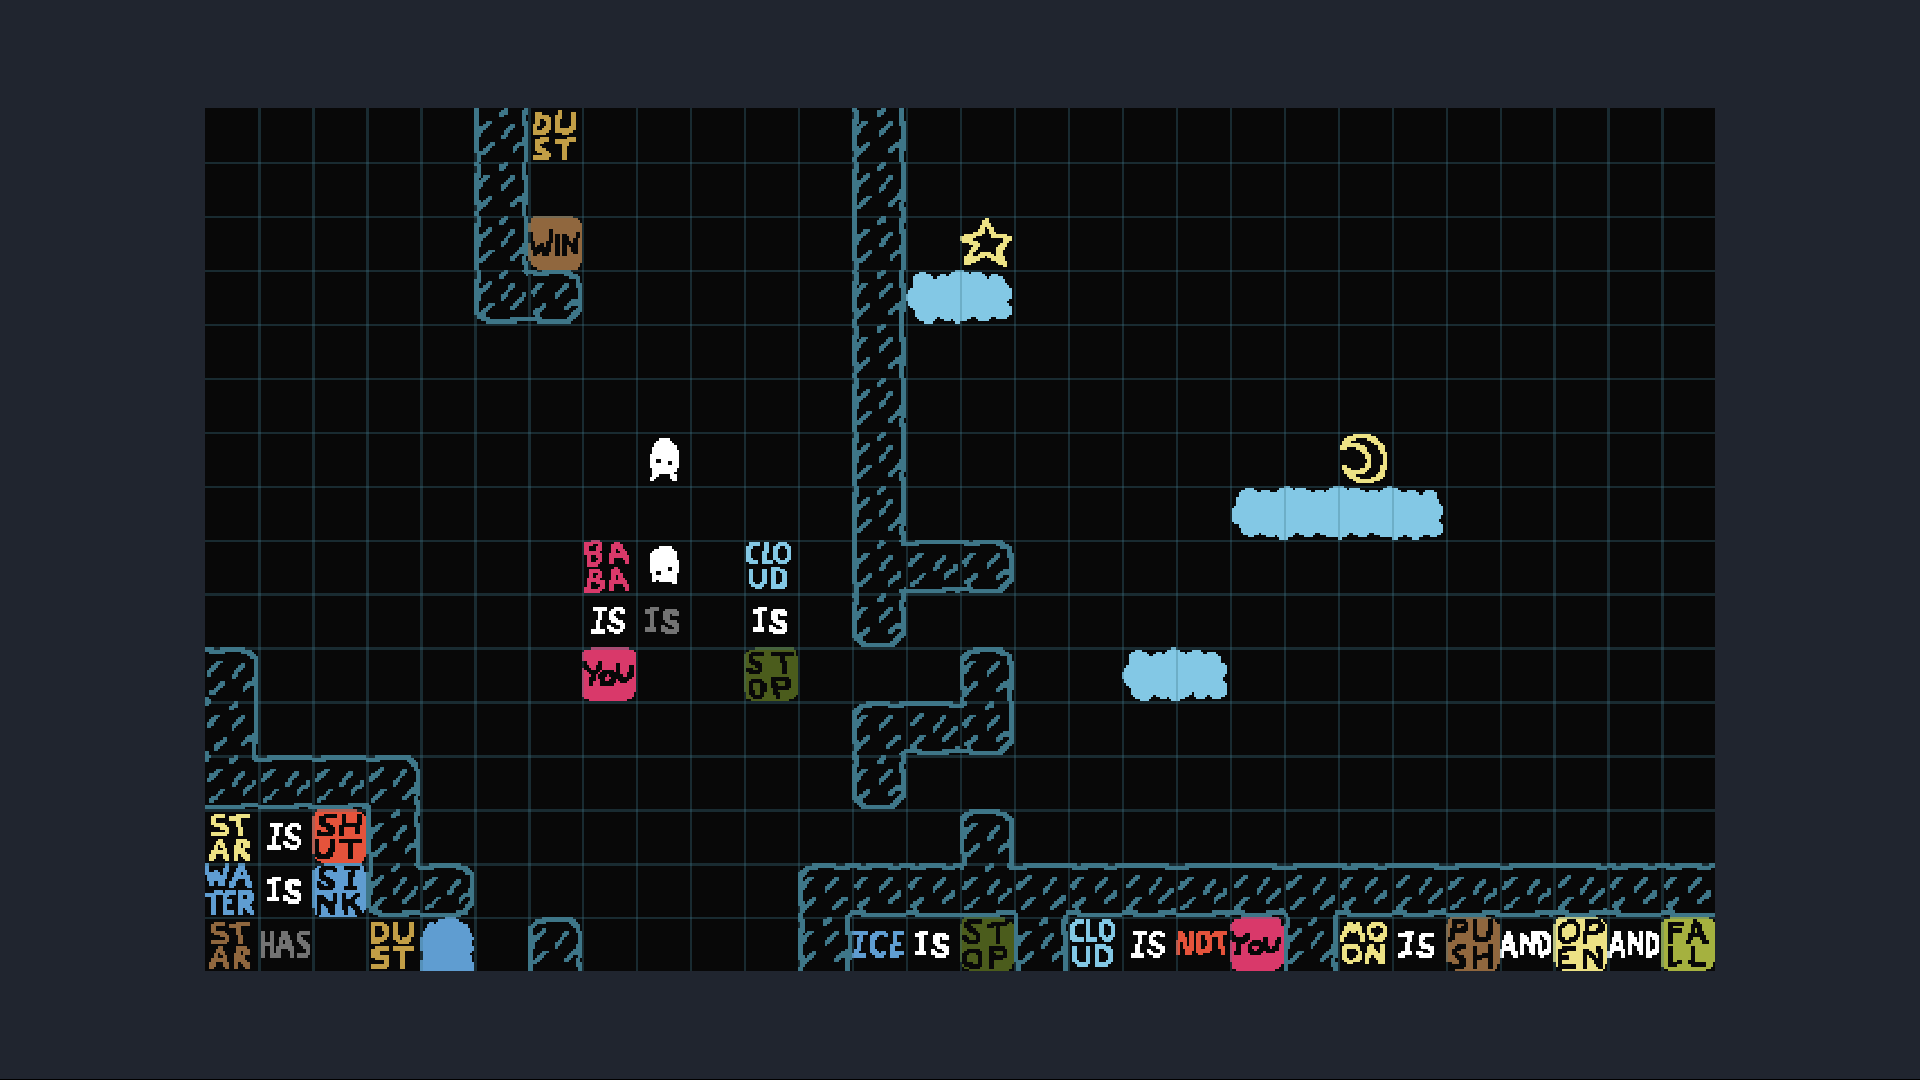 DUST
WIN
BABA CLOUD
IS IS IS
YOU STOP
STAR IS SHUT
WATER IS SINK
STAR HAS DUST ICE IS STOP CLOUD IS NOT YOU MOON IS PUSH AND OPEN AND FALL